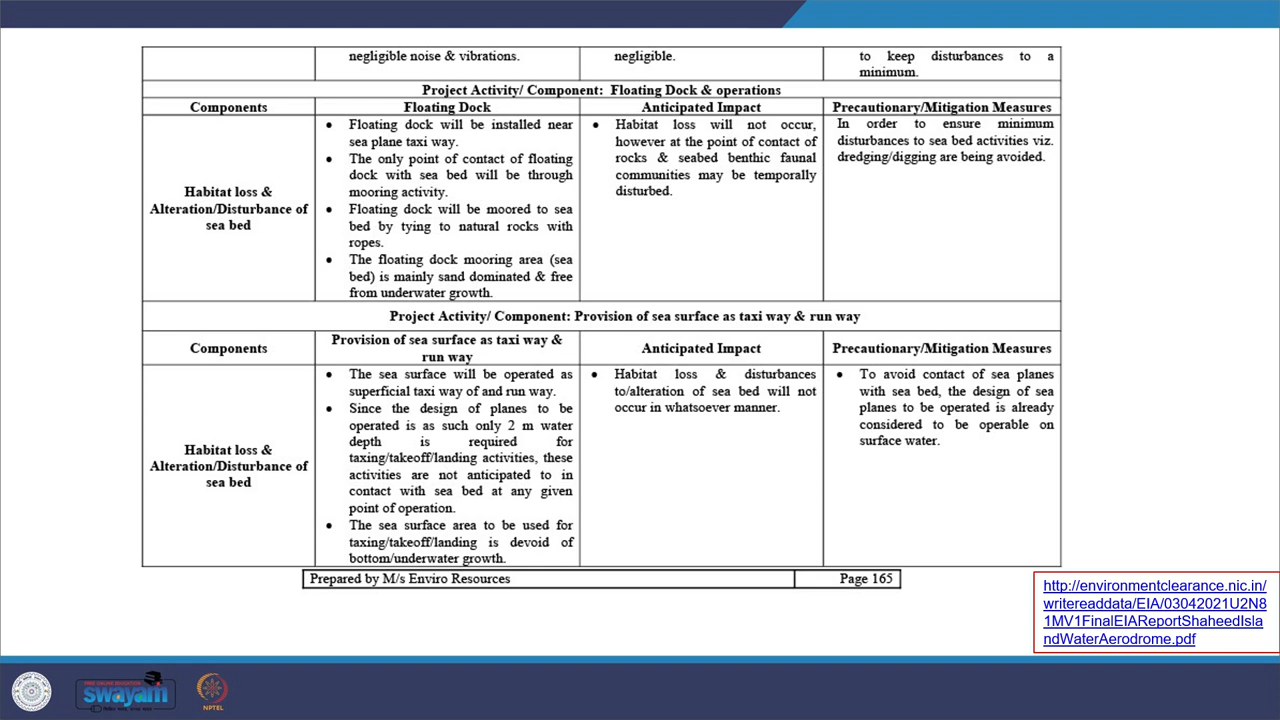 negligible noise & vibrations.
negligible.
to keep disturbances to a
minimum.
Project Activity/ Component: Floating Dock & operations
Components
Floating Dock
Anticipated Impact
Precautionary/Mitigation Measures
Habitat loss &
Alteration/Disturbance of
sea bed
• Floating dock will be installed near
sea plane taxi way.
• The only point of contact of floating
dock with sea bed will be through
mooring activity.
• Floating dock will be moored to sea
bed by tying to natural rocks with
ropes.
• The floating dock mooring area (sea
bed) is mainly sand dominated & free
from underwater growth.
• Habitat loss will not occur,
however at the point of contact of
rocks & seabed benthic faunal
communities may be temporally
disturbed.
In order to ensure minimum
disturbances to sea bed activities viz.
dredging/digging are being avoided.
Project Activity/ Component: Provision of sea surface as taxi way & run way
Components
Provision of sea surface as taxi way &
run way
Anticipated Impact
Precautionary/Mitigation Measures
Habitat loss &
Alteration/Disturbance of
sea bed
• The sea surface will be operated as
superficial taxi way of and run way.
• Since the design of planes to be
operated is as such only 2 m water
depth is required for
taxing/takeoff/landing activities, these
activities are not anticipated to in
contact with sea bed at any given
point of operation.
• The sea surface area to be used for
taxing/takeoff/landing is devoid of
bottom/underwater growth.
• Habitat loss & disturbances
to/alteration of sea bed will not
occur in whatsoever manner.
• To avoid contact of sea planes
with sea bed, the design of sea
planes to be operated is already
considered to be operable on
surface water.
Prepared by M/s Enviro Resources
Page 165
http://environmentclearance.nic.in/
writereaddata/EIA/03042021U2N8
1MV1FinalEIAReportShaheedIsla
ndWaterAerodrome.pdf
swayam
NPTEL